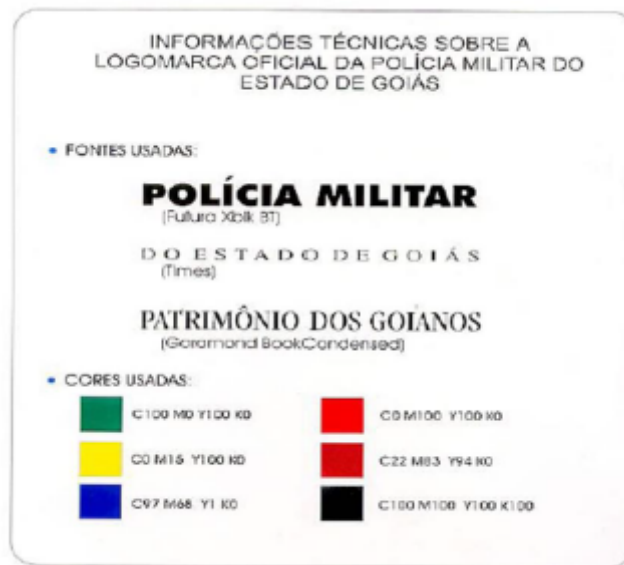 INFORMAÇÕES TÉCNICAS SOBRE A
LOGOMARCA OFICIAL DA POLÍCIA MILITAR DO
ESTADO DE GOIÁS
• FONTES USADAS:
POLÍCIA MILITAR
(Futura Xblk BT)
DO ESTADO DE GOIÁS
(Times)
PATRIMÔNIO DOS GOIANOS
(Garamond BookCondensed)
• CORES USADAS:
C100 M0 Y100 K0
C0 M100 Y100 K0
C0 M15 Y100 K0
C22 M83 Y94 K0
C97 M68 Y1 K0
C100 M100 Y100 K100